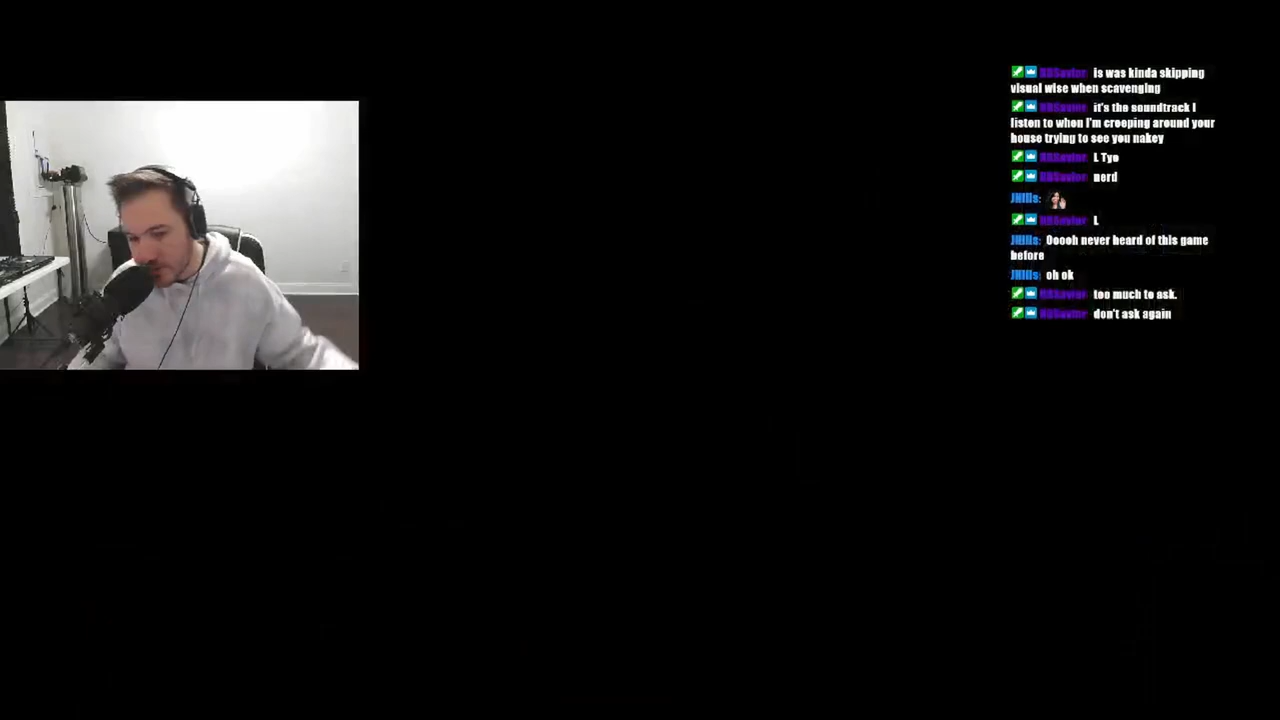 is was kinda skipping
visual wise when scavenging
it's the soundtrack I
listen to when I'm creeping around your
house trying to see you nakey
L Tyo
nerd
JHills:
L
JHills: Ooooh never heard of this game
before
JHills: oh ok
too much to ask.
don't ask again